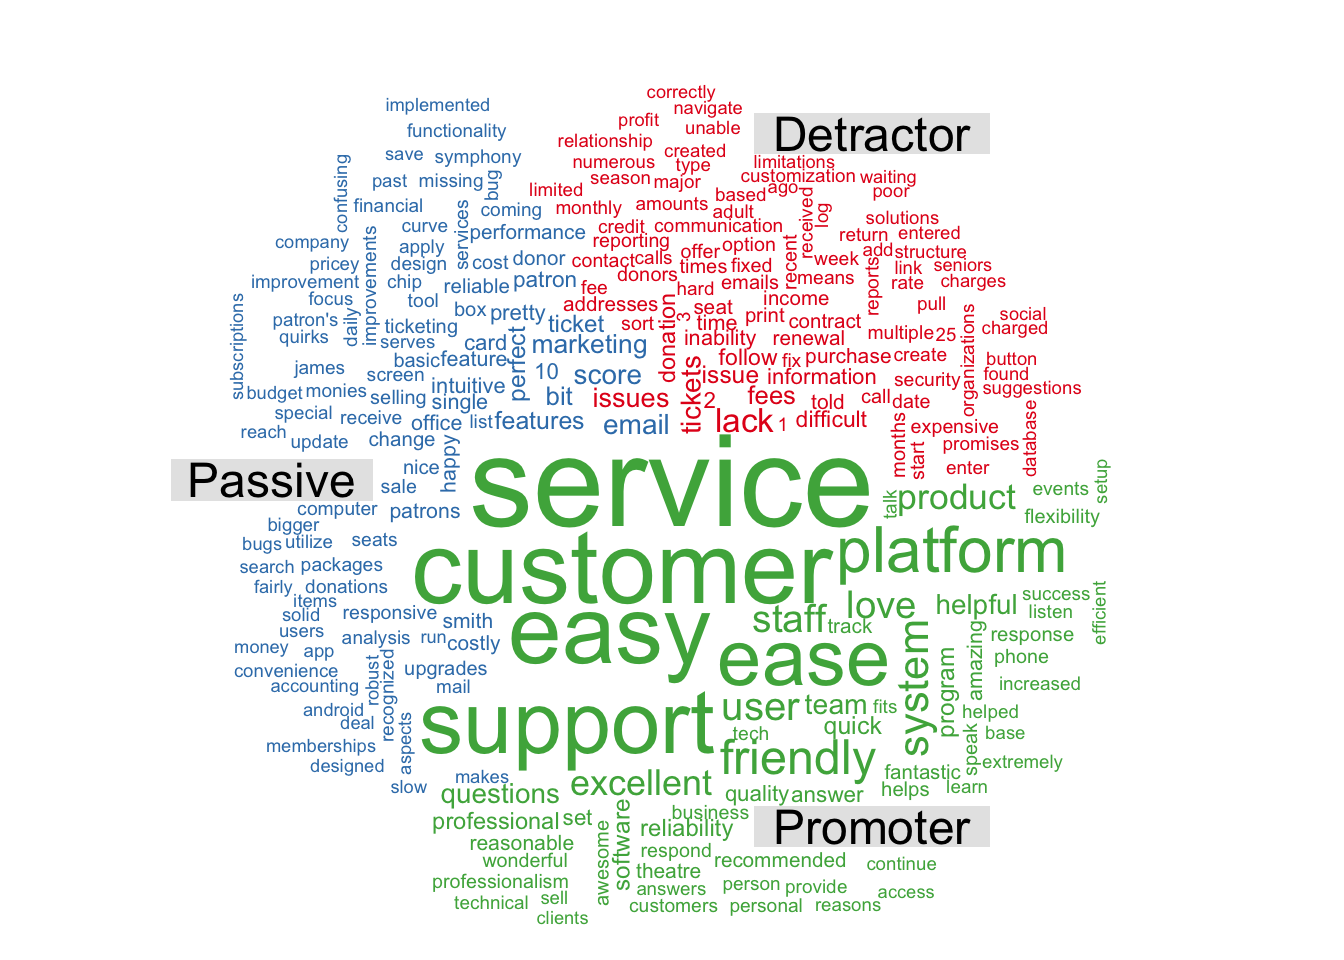 correctly
implemented
navigate
profit
unable
Detractor
functionality
relationship
created
save
symphony
numerous
type
limitations
confusing
past
missing
bug
season
major
customization
waiting
limited
based
ago
poor
financial
coming
monthly
amounts
adult
received
log
solutions
services
curve
performance
credit
communication
return
entered
company
apply
reporting
offer
option
recent
add
structure
pricey
design
cost
donor
contact
calls
times
fixed
week
link
seniors
improvement
improvements
chip
reliable
patron
fee
donors
hard
emails
means
reports
rate
charges
focus
tool
box
pretty
addresses
donation
3
seat
income
pull
subscriptions
patron's
daily
ticketing
ticket
sort
time
print
contract
social
quirks
serves
card
perfect
marketing
inability
renewal
multiple
25
charged
basic
feature
follow
fix
purchase
create
organizations
button
james
screen
intuitive
10
score
tickets
issue
information
security
found
suggestions
budget
monies
selling
single
bit
issues
2
fees
told
call
date
special
receive
office
list
features
email
lack
1
difficult
months
start
expensive
database
reach
update
change
happy
promises
nice
service
enter
Passive
sale
setup
computer
patrons
talk
product
events
bigger
flexibility
bugs
utilize
seats
customer
platform
search
packages
fairly
donations
items
love
helpful
success
efficient
solid
responsive
smith
easy
staff
track
listen
users
analysis
run
costly
ease
system
amazing
response
money
app
robust
recognized
program
phone
convenience
upgrades
accounting
mail
increased
android
support
user
team
fits
helped
deal
aspects
tech
quick
speak
base
memberships
friendly
extremely
designed
makes
excellent
fantastic
slow
questions
quality
answer
helps
learn
professional
set
software
business
Promoter
reasonable
awesome
reliability
wonderful
respond
recommended
continue
professionalism
theatre
technical
sell
answers
person
provide
access
clients
customers
personal
reasons